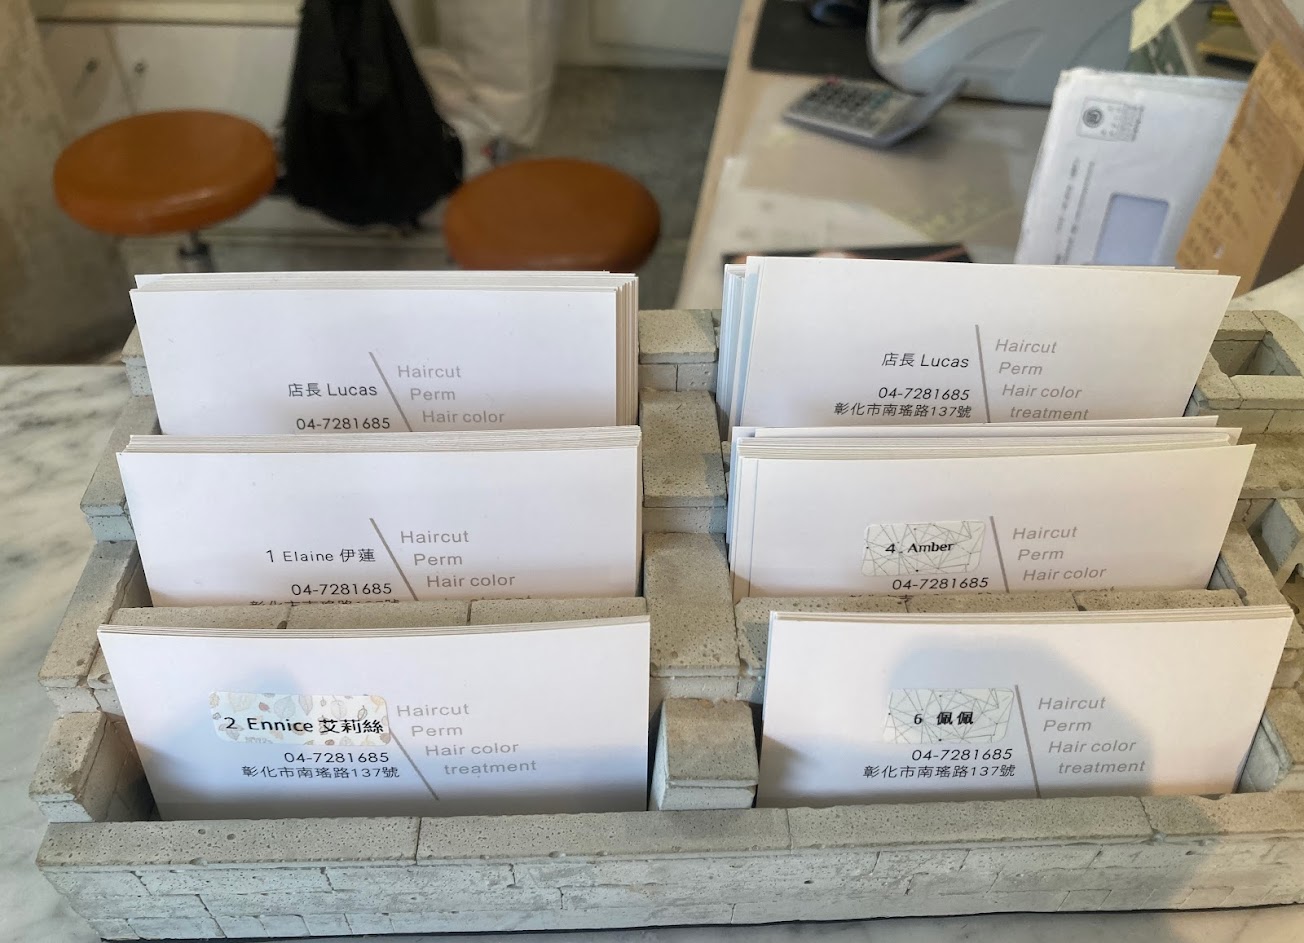 店長 Lucas
04-7281685
Haircut
Perm
Hair color
店長 Lucas
04-7281685
彰化市南瑤路137號
Haircut
Perm
Hair color
treatment
1 Elaine 伊蓮
04-7281685
Haircut
Perm
Hair color
4. Amber
04-7281685
Haircut
Perm
Hair color
2 Ennice 艾莉絲
04-7281685
彰化市南瑤路137號
Haircut
Perm
Hair color
treatment
6 佩佩
04-7281685
彰化市南瑤路137號
Haircut
Perm
Hair color
treatment